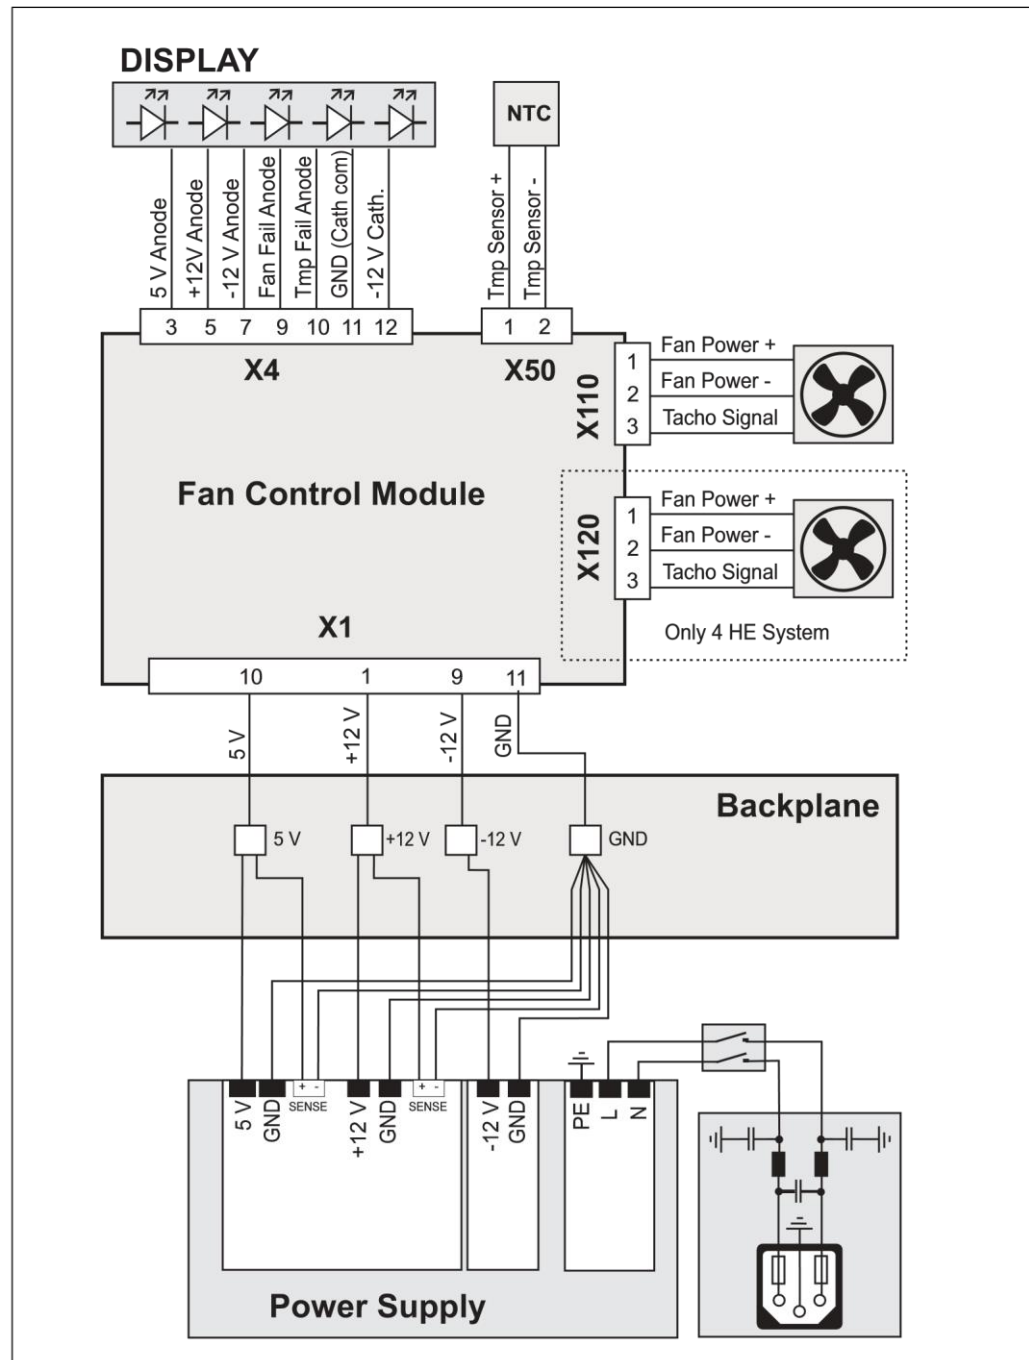 DISPLAY
NTC
5 V Anode
+12V Anode
-12 V Anode
Fan Fail Anode
Tmp Fail Anode
GND (Cath com)
-12 V Cath.
Tmp Sensor +
Tmp Sensor -
3 5 7 9 10 11 12
1 2
X4
X50
X110
1 Fan Power +
2 Fan Power -
3 Tacho Signal
Fan Control Module
X120
1 Fan Power +
2 Fan Power -
3 Tacho Signal
Only 4 HE System
X1
10 1 9 11
5 V
+12 V
-12 V
GND
Backplane
5 V
+12 V
-12 V
GND
+ -
SENSE
+ -
SENSE
5 V
GND
+12 V
GND
-12 V
GND
PE
L
N
Power Supply